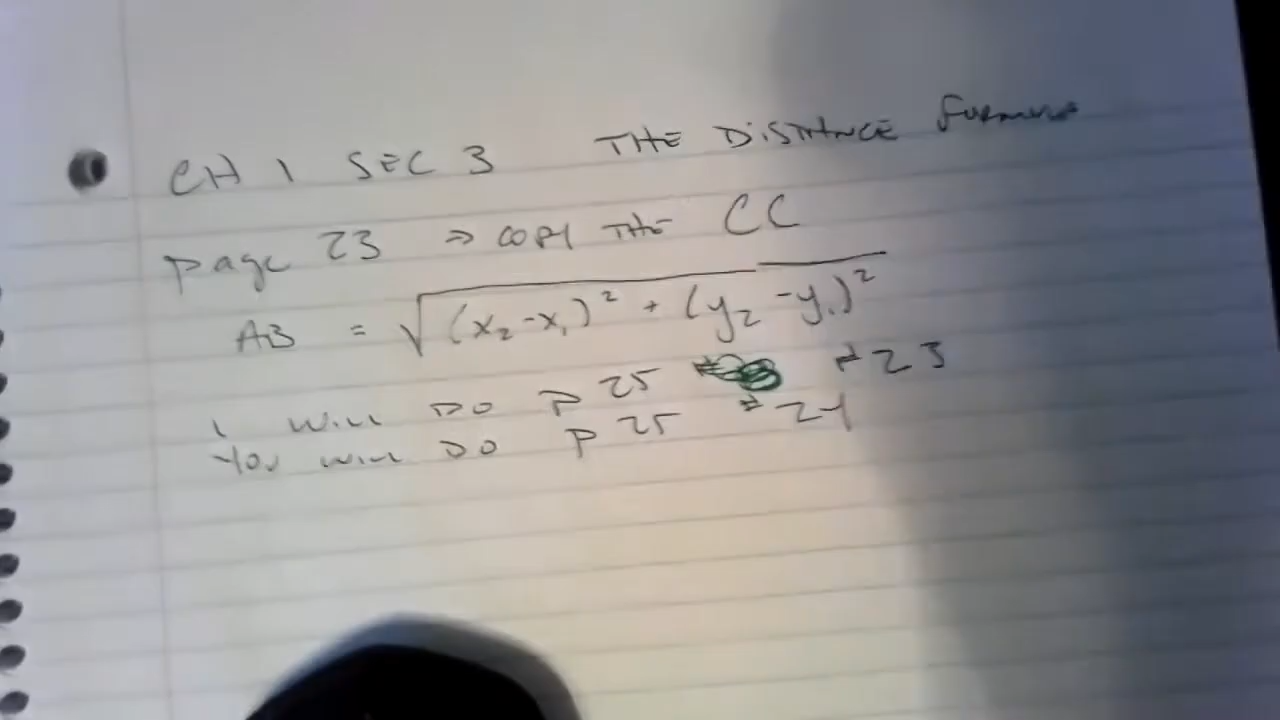 CH 1 SEC 3 THE DISTANCE Formula
page 23 ⇒ COPY THE CC
AB = √(x₂-x₁)² + (y₂-y₁)²
I WILL DO P 25 #23
YOU WILL DO P 25 #24